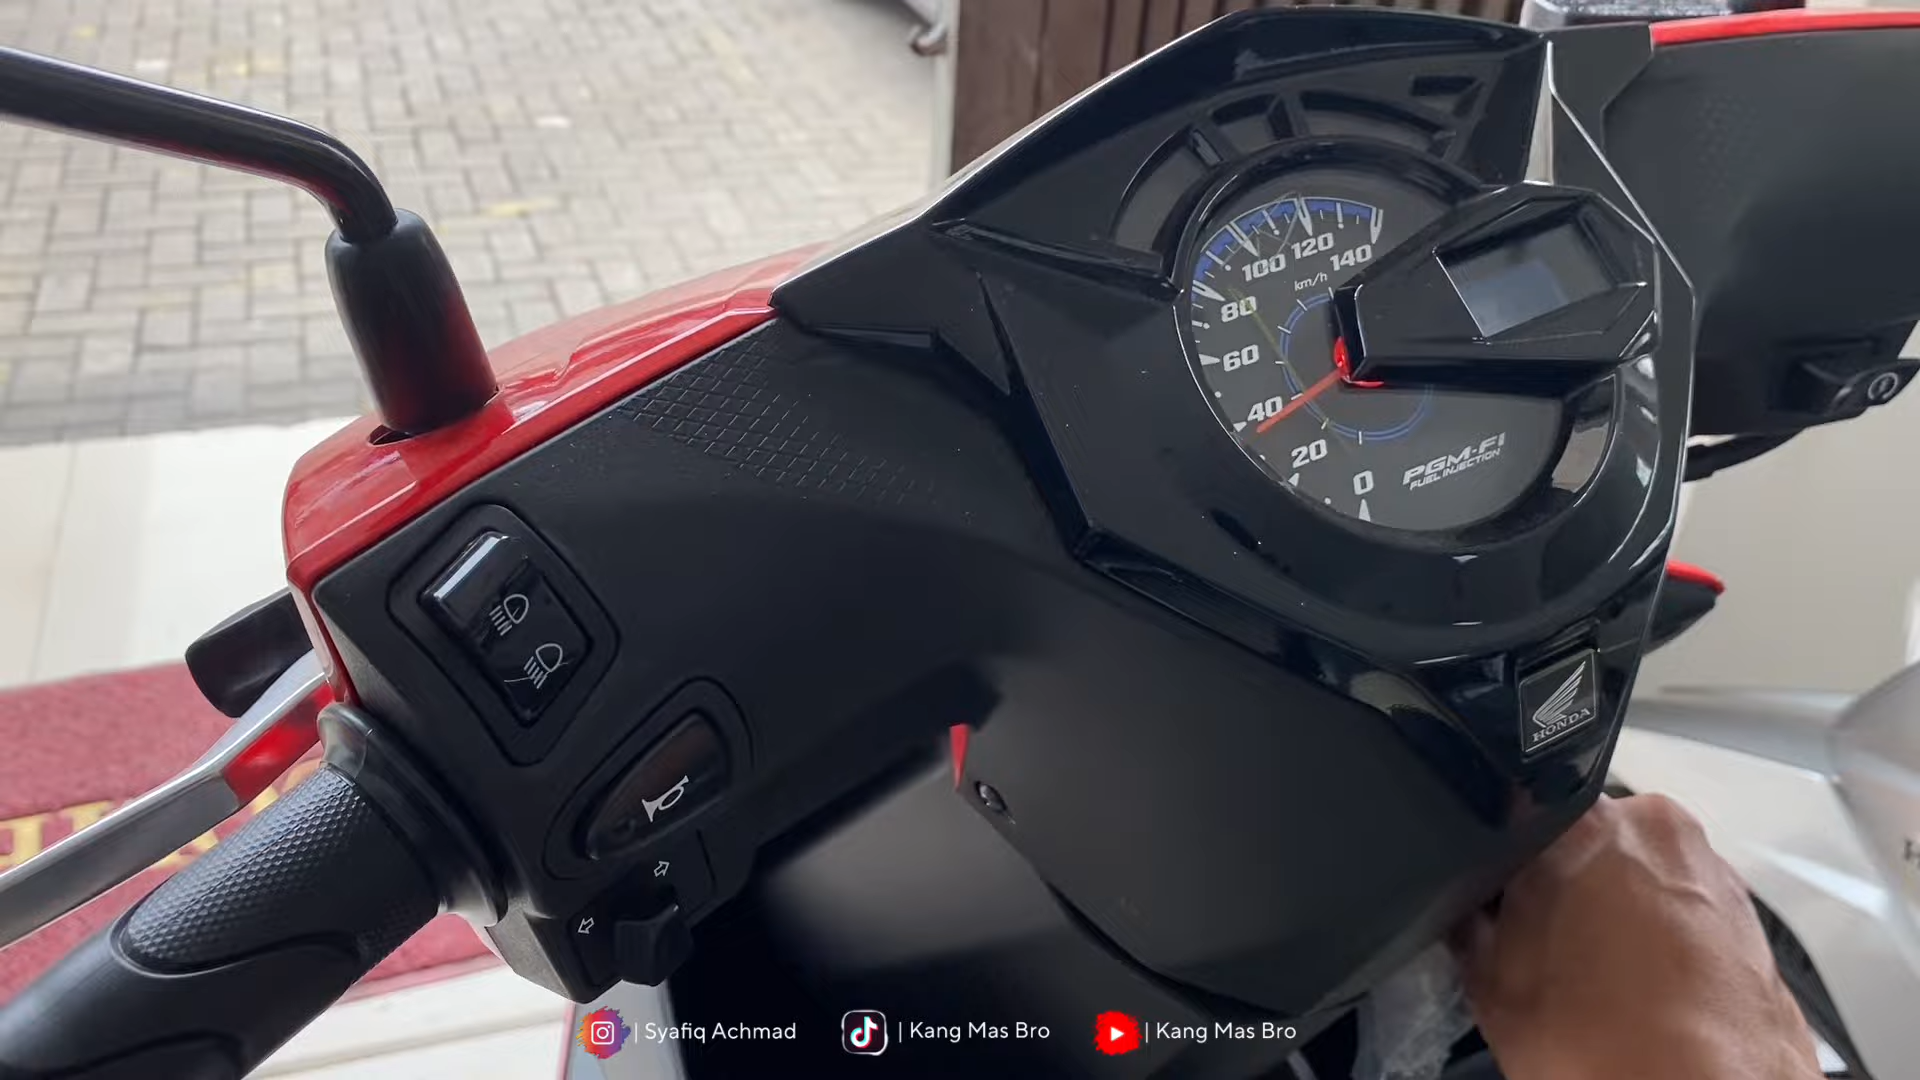 140
120
100
km/h
80
60
40
20
0
PGM-FI
FUEL INJECTION
HONDA
| Syafiq Achmad
| Kang Mas Bro
| Kang Mas Bro